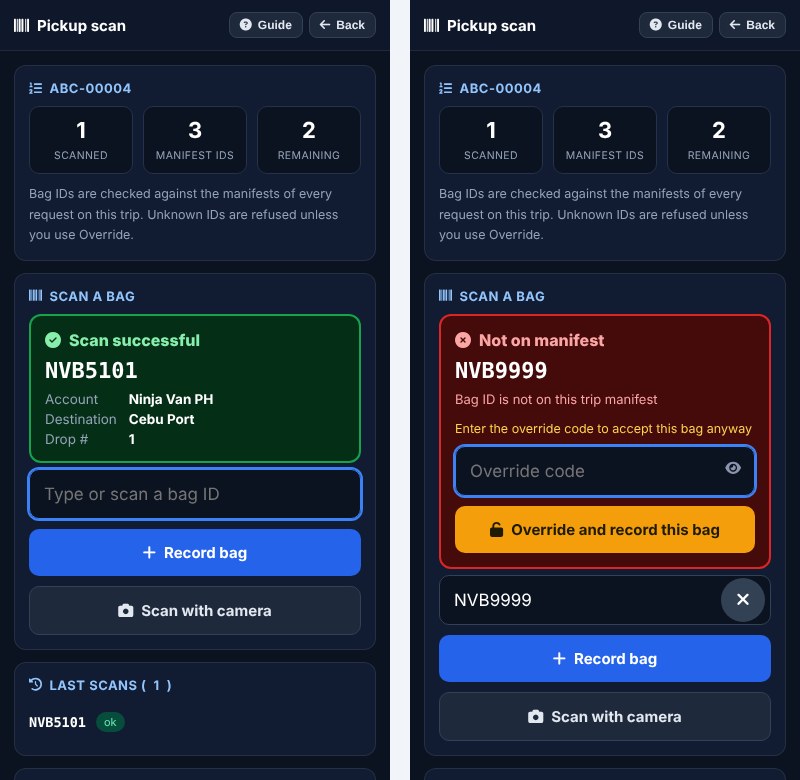 Pickup scan
Guide
Back
ABC-00004
1
SCANNED
3
MANIFEST IDS
2
REMAINING
Bag IDs are checked against the manifests of every
request on this trip. Unknown IDs are refused unless
you use Override.
SCAN A BAG
Scan successful
NVB5101
Account Ninja Van PH
Destination Cebu Port
Drop # 1
Type or scan a bag ID
Record bag
Scan with camera
LAST SCANS ( 1 )
NVB5101 ok
Pickup scan
Guide
Back
ABC-00004
1
SCANNED
3
MANIFEST IDS
2
REMAINING
Bag IDs are checked against the manifests of every
request on this trip. Unknown IDs are refused unless
you use Override.
SCAN A BAG
Not on manifest
NVB9999
Bag ID is not on this trip manifest
Enter the override code to accept this bag anyway
Override code
Override and record this bag
NVB9999
Record bag
Scan with camera